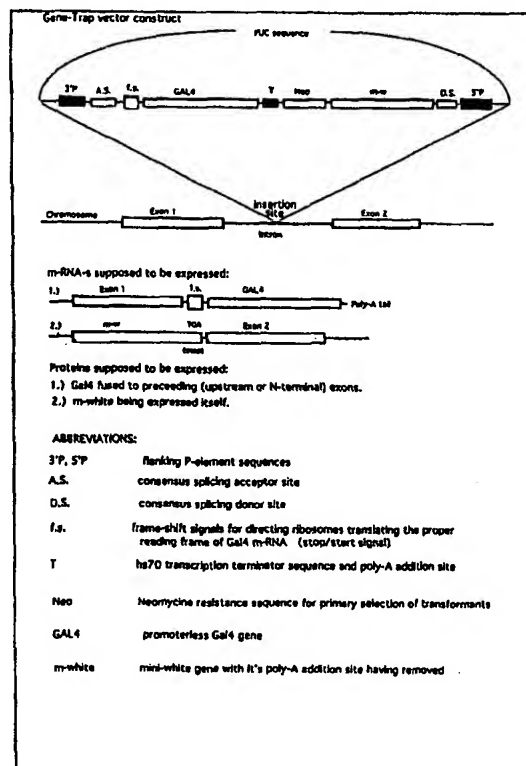 Gene-Trap vector construct
rUC sequence
3'P A.S. f.s. GAL4 T Neo m-w D.S. 5'P
Insertion
Site
Chromosome Exon 1 Exon 2
Intron
m-RNA-s supposed to be expressed:
1.) Exon 1 f.s. GAL4 Poly-A tail
2.) m-w TGA Exon 2
Proteins supposed to be expressed:
1.) Gal4 fused to preceeding (upstream or N-terminal) exons.
2.) m-white being expressed itself.
ABBREVIATIONS:
3'P, 5'P flanking P-element sequences
A.S. consensus splicing acceptor site
D.S. consensus splicing donor site
f.s. frame-shift signals for directing ribosomes translating the proper
reading frame of Gal4 m-RNA (stop/start signal)
T hs70 transcription terminator sequence and poly-A addition site
Neo Neomycine resistance sequence for primary selection of transformants
GAL4 promoterless Gal4 gene
m-white mini-white gene with it's poly-A addition site having removed